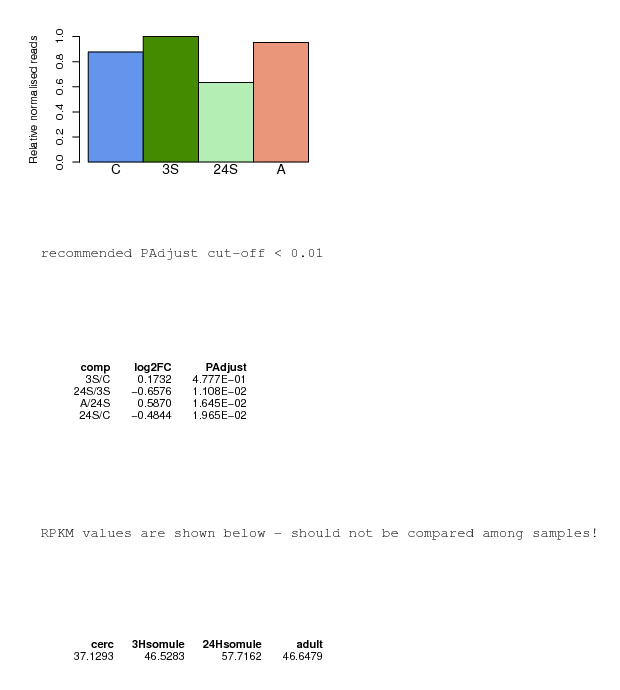 Relative normalised reads
1.0
0.8
0.6
0.4
0.2
0.0
C 3S 24S A
recommended PAdjust cut-off < 0.01
comp log2FC PAdjust
3S/C 0.1732 4.777E−01
24S/3S −0.6576 1.108E−02
A/24S 0.5870 1.645E−02
24S/C −0.4844 1.965E−02
RPKM values are shown below - should not be compared among samples!
cerc 3Hsomule 24Hsomule adult
37.1293 46.5283 57.7162 46.6479